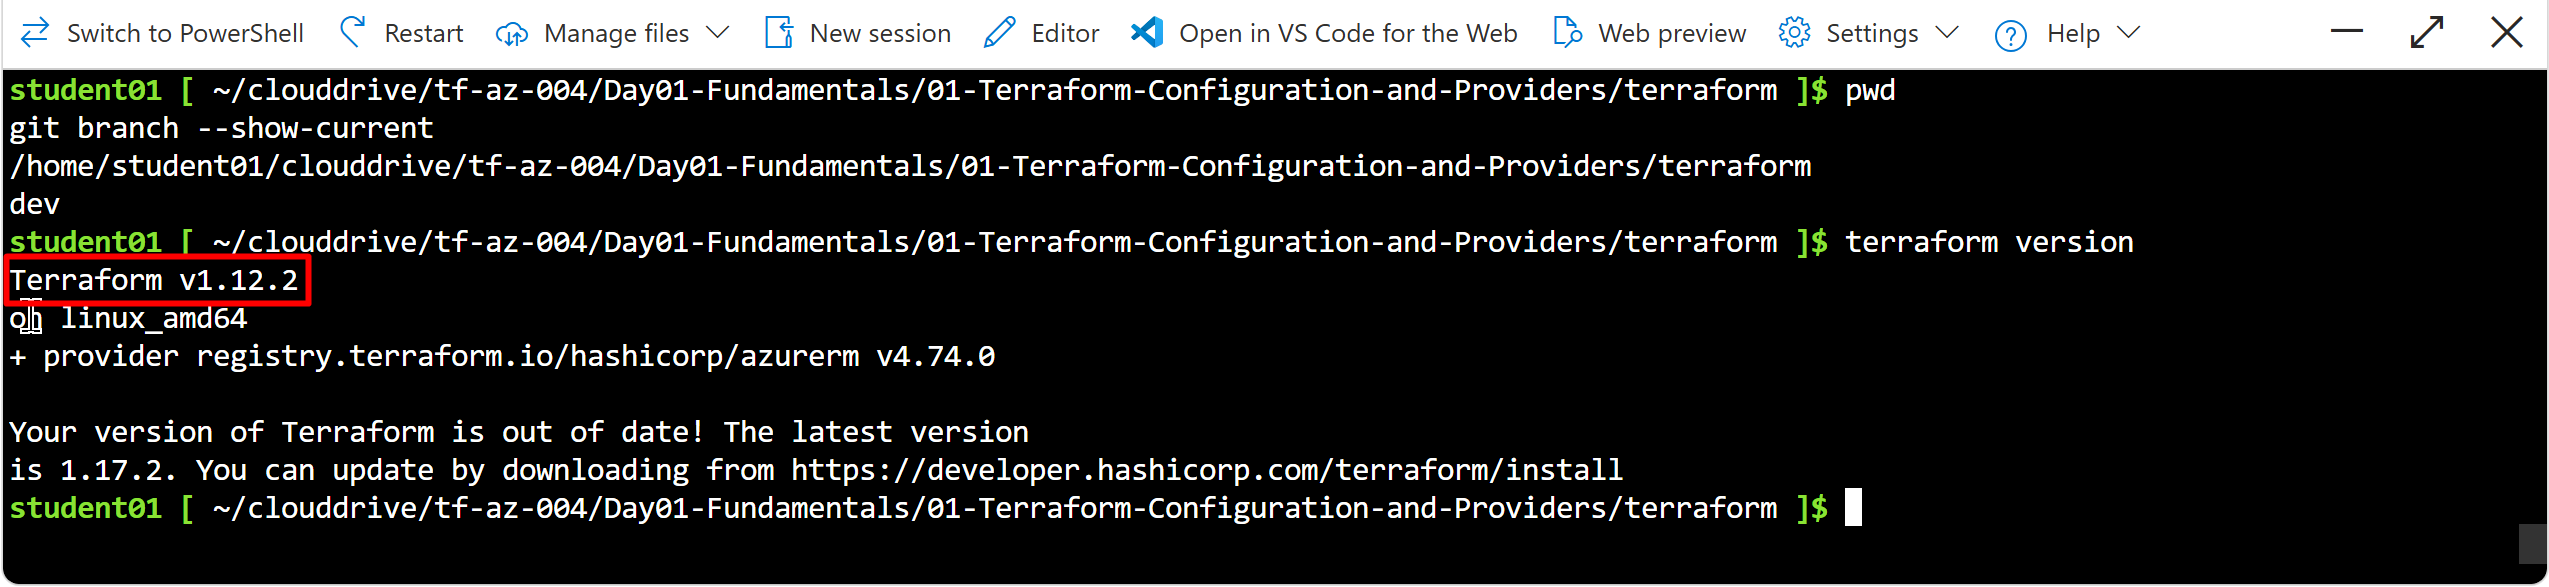 Switch to PowerShell Restart Manage files New session Editor Open in VS Code for the Web Web preview Settings Help
student01 [ ~/clouddrive/tf-az-004/Day01-Fundamentals/01-Terraform-Configuration-and-Providers/terraform ]$ pwd
git branch --show-current
/home/student01/clouddrive/tf-az-004/Day01-Fundamentals/01-Terraform-Configuration-and-Providers/terraform
dev
student01 [ ~/clouddrive/tf-az-004/Day01-Fundamentals/01-Terraform-Configuration-and-Providers/terraform ]$ terraform version
Terraform v1.12.2
on linux_amd64
+ provider registry.terraform.io/hashicorp/azurerm v4.74.0
Your version of Terraform is out of date! The latest version
is 1.17.2. You can update by downloading from https://developer.hashicorp.com/terraform/install
student01 [ ~/clouddrive/tf-az-004/Day01-Fundamentals/01-Terraform-Configuration-and-Providers/terraform ]$